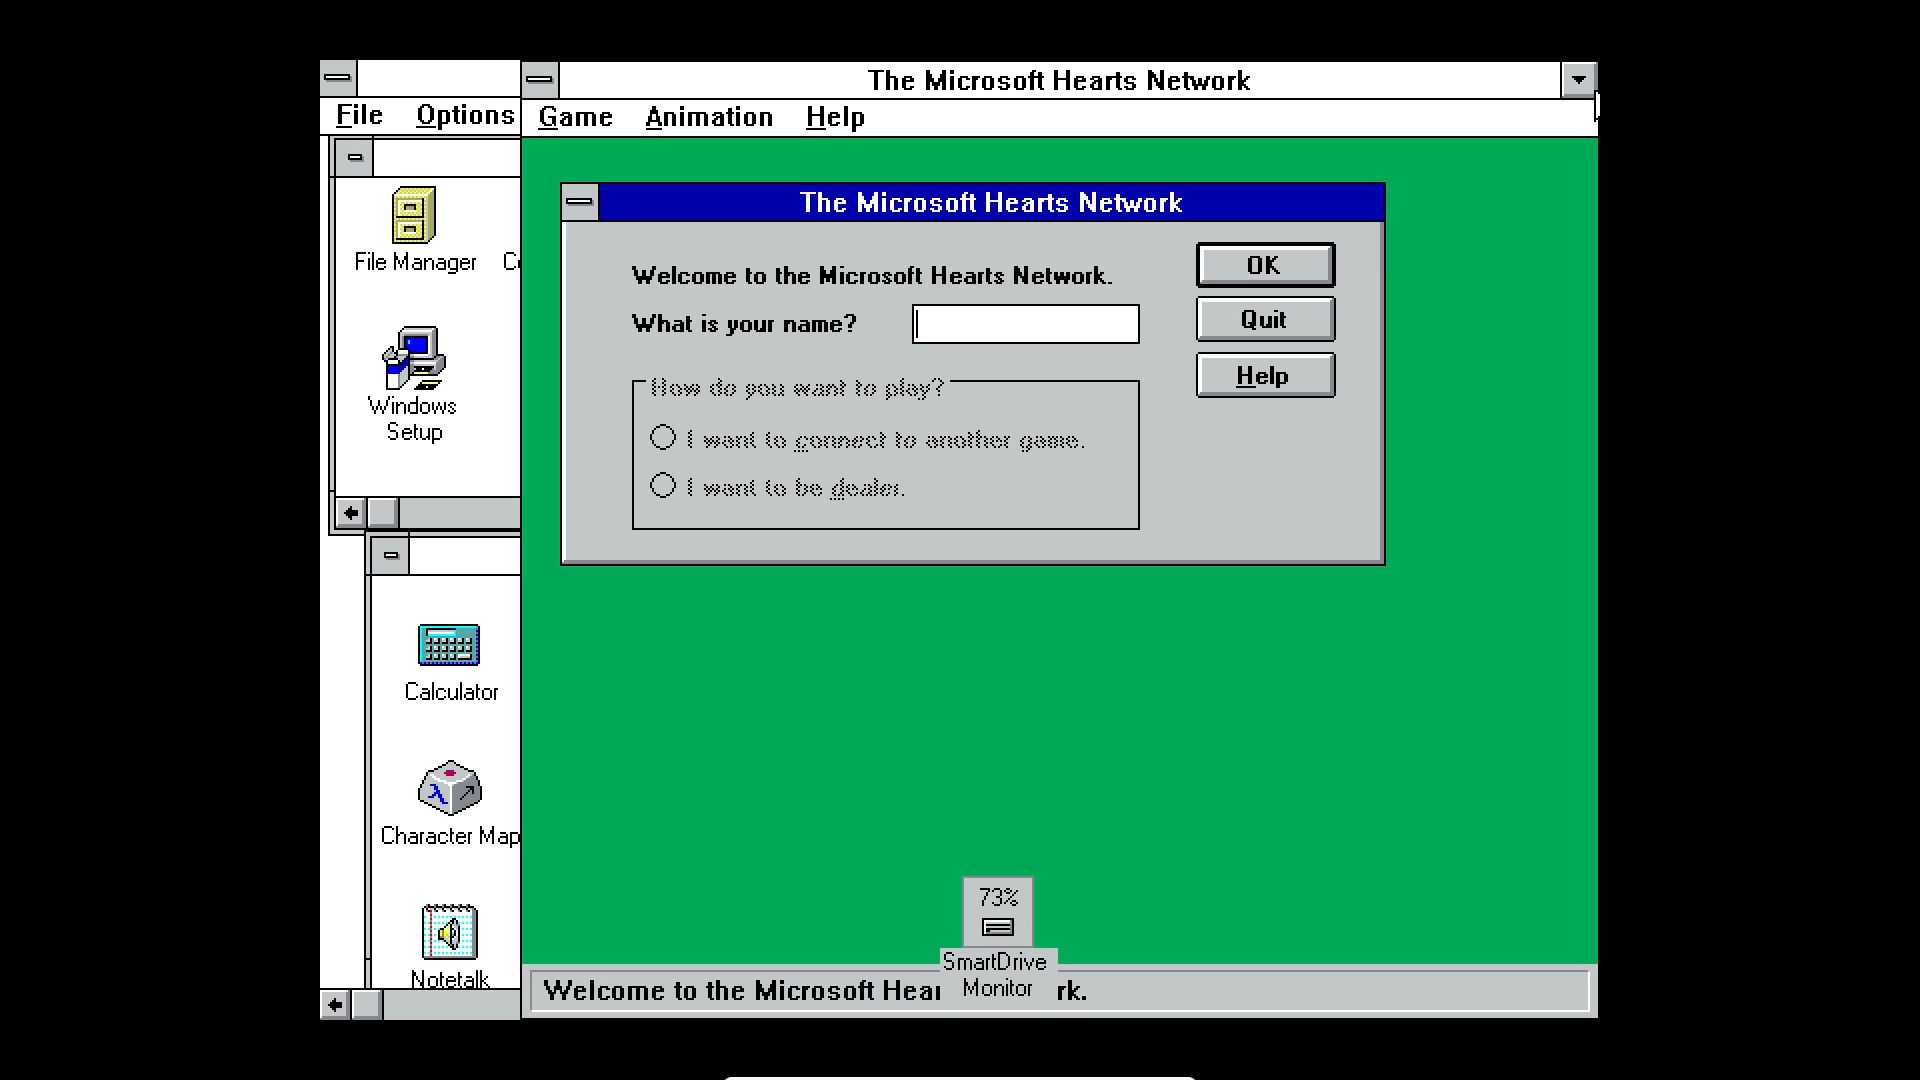 The Microsoft Hearts Network
File Options
Game Animation Help
File Manager
Windows
Setup
The Microsoft Hearts Network
Welcome to the Microsoft Hearts Network.
What is your name?
OK
Quit
Help
How do you want to play?
I want to connect to another game.
I want to be dealer.
Calculator
Character Map
Notetalk
73%
SmartDrive
Monitor
Welcome to the Microsoft